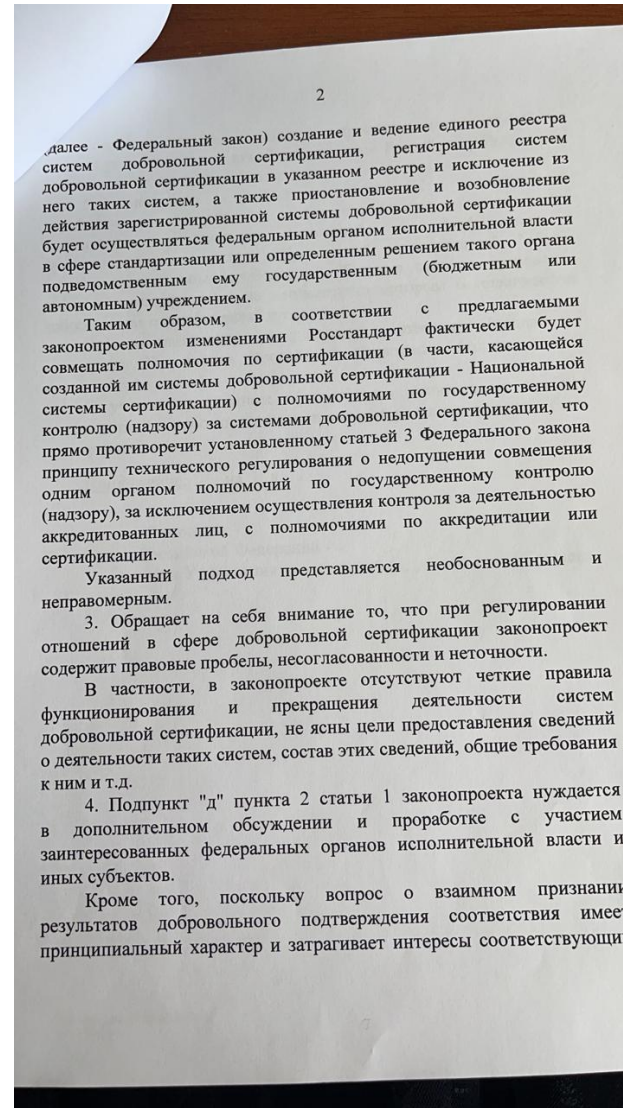 2
далее - Федеральный закон) создание и ведение единого реестра
систем добровольной сертификации, регистрация систем
добровольной сертификации в указанном реестре и исключение из
него таких систем, а также приостановление и возобновление
действия зарегистрированной системы добровольной сертификации
будет осуществляться федеральным органом исполнительной власти
в сфере стандартизации или определенным решением такого органа
подведомственным ему государственным (бюджетным или
автономным) учреждением.
Таким образом, в соответствии с предлагаемыми
законопроектом изменениями Росстандарт фактически будет
совмещать полномочия по сертификации (в части, касающейся
созданной им системы добровольной сертификации - Национальной
системы сертификации) с полномочиями по государственному
контролю (надзору) за системами добровольной сертификации, что
прямо противоречит установленному статьей 3 Федерального закона
принципу технического регулирования о недопущении совмещения
одним органом полномочий по государственному контролю
(надзору), за исключением осуществления контроля за деятельностью
аккредитованных лиц, с полномочиями по аккредитации или
сертификации.
Указанный подход представляется необоснованным и
неправомерным.
3. Обращает на себя внимание то, что при регулировании
отношений в сфере добровольной сертификации законопроект
содержит правовые пробелы, несогласованности и неточности.
В частности, в законопроекте отсутствуют четкие правила
функционирования и прекращения деятельности систем
добровольной сертификации, не ясны цели предоставления сведений
о деятельности таких систем, состав этих сведений, общие требования
к ним и т.д.
4. Подпункт "д" пункта 2 статьи 1 законопроекта нуждается
в дополнительном обсуждении и проработке с участием
заинтересованных федеральных органов исполнительной власти и
иных субъектов.
Кроме того, поскольку вопрос о взаимном признании
результатов добровольного подтверждения соответствия имеет
принципиальный характер и затрагивает интересы соответствующи